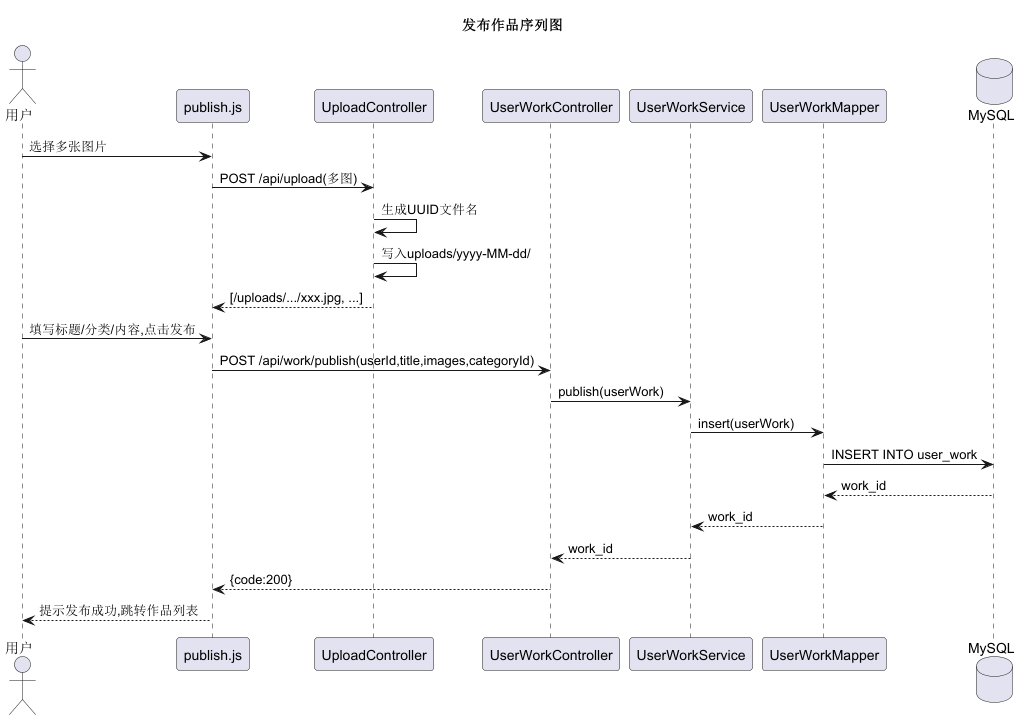 发布作品序列图
用户
publish.js
UploadController
UserWorkController
UserWorkService
UserWorkMapper
MySQL
选择多张图片
POST /api/upload(多图)
生成UUID文件名
写入uploads/yyyy-MM-dd/
[/uploads/.../xxx.jpg, ...]
填写标题/分类/内容,点击发布
POST /api/work/publish(userId,title,images,categoryId)
publish(userWork)
insert(userWork)
INSERT INTO user_work
work_id
work_id
work_id
{code:200}
提示发布成功,跳转作品列表
用户
publish.js
UploadController
UserWorkController
UserWorkService
UserWorkMapper
MySQL